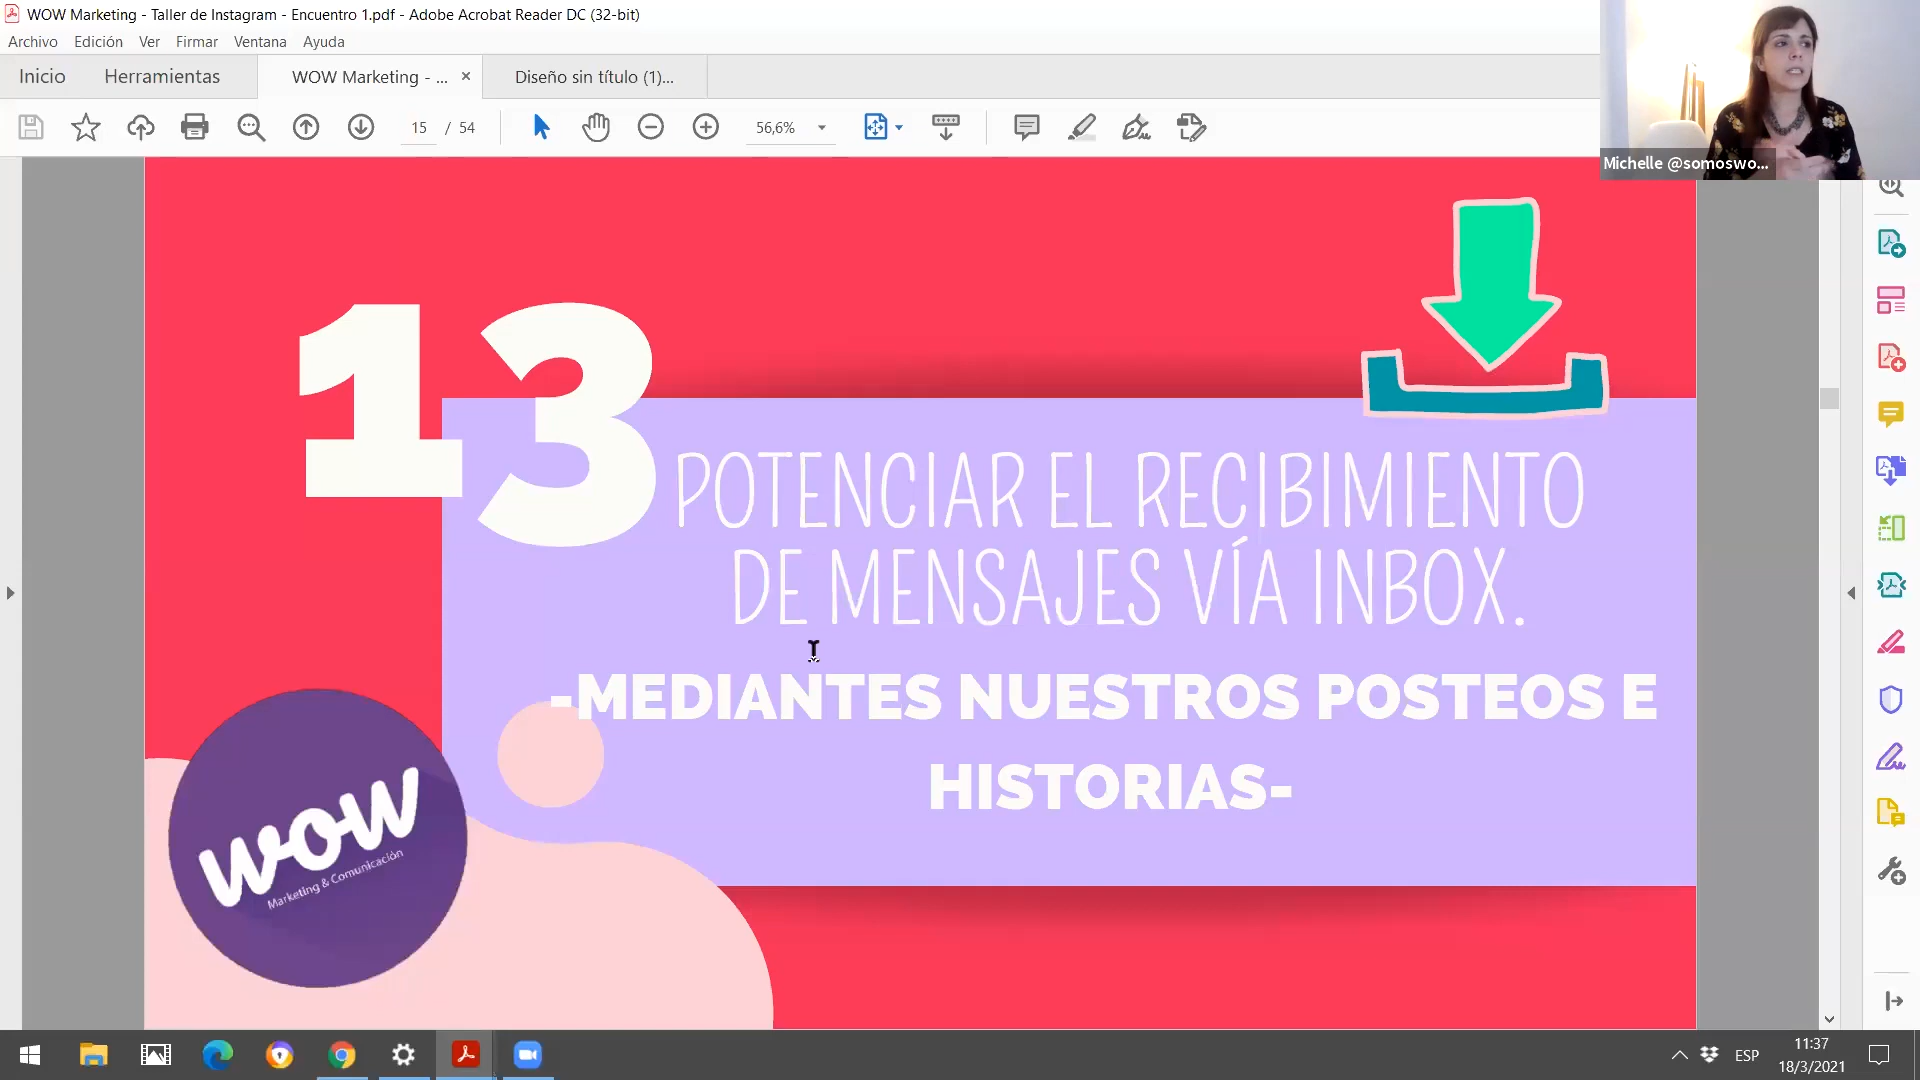 WOW Marketing - Taller de Instagram - Encuentro 1.pdf - Adobe Acrobat Reader DC (32-bit)
Archivo Edición Ver Firmar Ventana Ayuda
Inicio Herramientas WOW Marketing - ... Diseño sin título (1)...
15 / 54 56,6%
Michelle @somoswo...
13
POTENCIAR EL RECIBIMIENTO
DE MENSAJES VÍA INBOX.
-MEDIANTES NUESTROS POSTEOS E
HISTORIAS-
wow
Marketing & Comunicación
ESP
11:37
18/3/2021